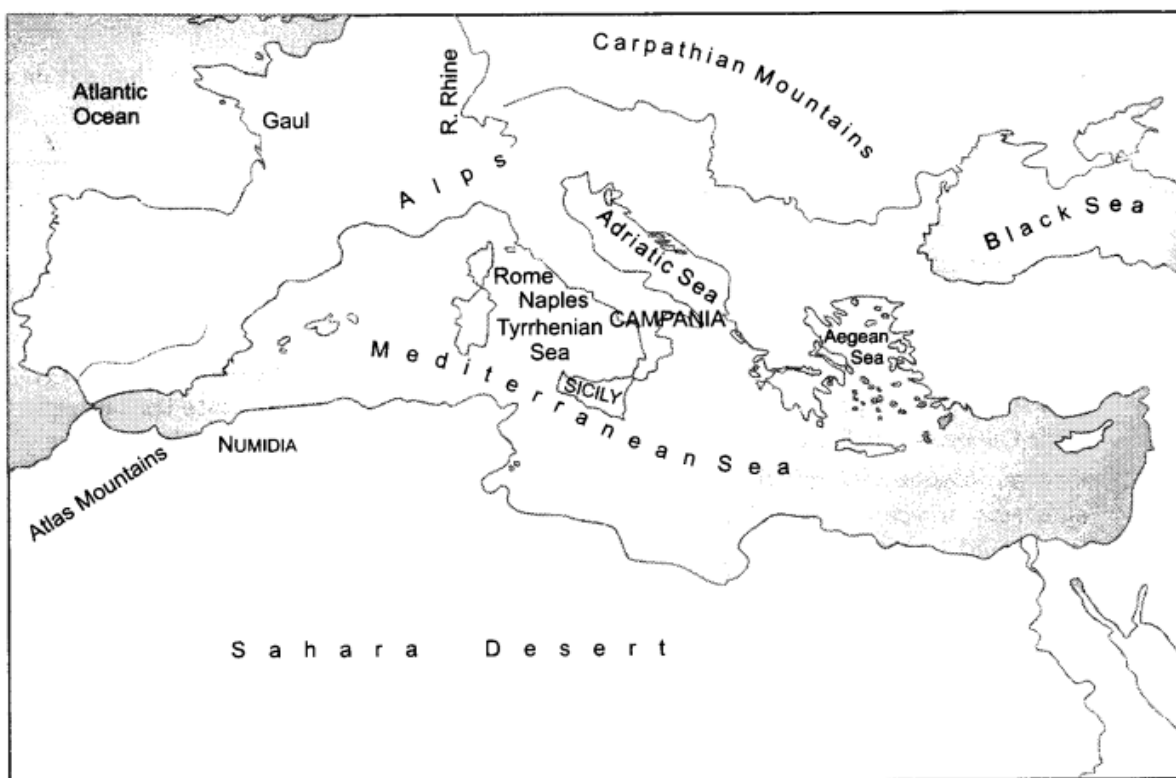 Carpathian Mountains
Atlantic
Ocean
Gaul
R. Rhine
Alps
Adriatic Sea
Black Sea
Rome
Naples
Tyrrhenian
Sea
CAMPANIA
Aegean
Sea
Mediterranean Sea
SICILY
NUMIDIA
Atlas Mountains
Sahara Desert